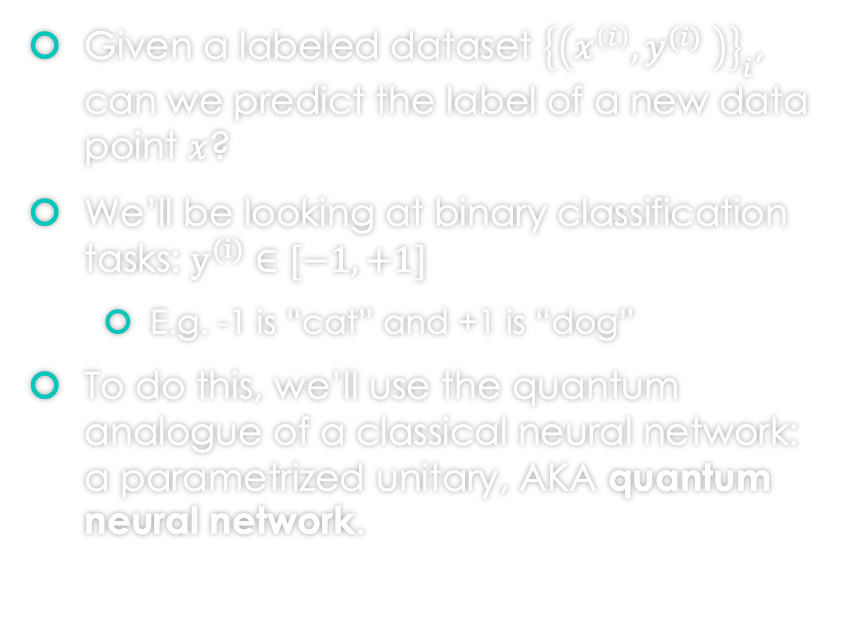 Given a labeled dataset {(x^(i), y^(i) )}_i,
can we predict the label of a new data
point x?
We’ll be looking at binary classification
tasks: y^(i) ∈ [−1, +1]
E.g. -1 is “cat” and +1 is “dog”
To do this, we’ll use the quantum
analogue of a classical neural network:
a parametrized unitary, AKA quantum
neural network.